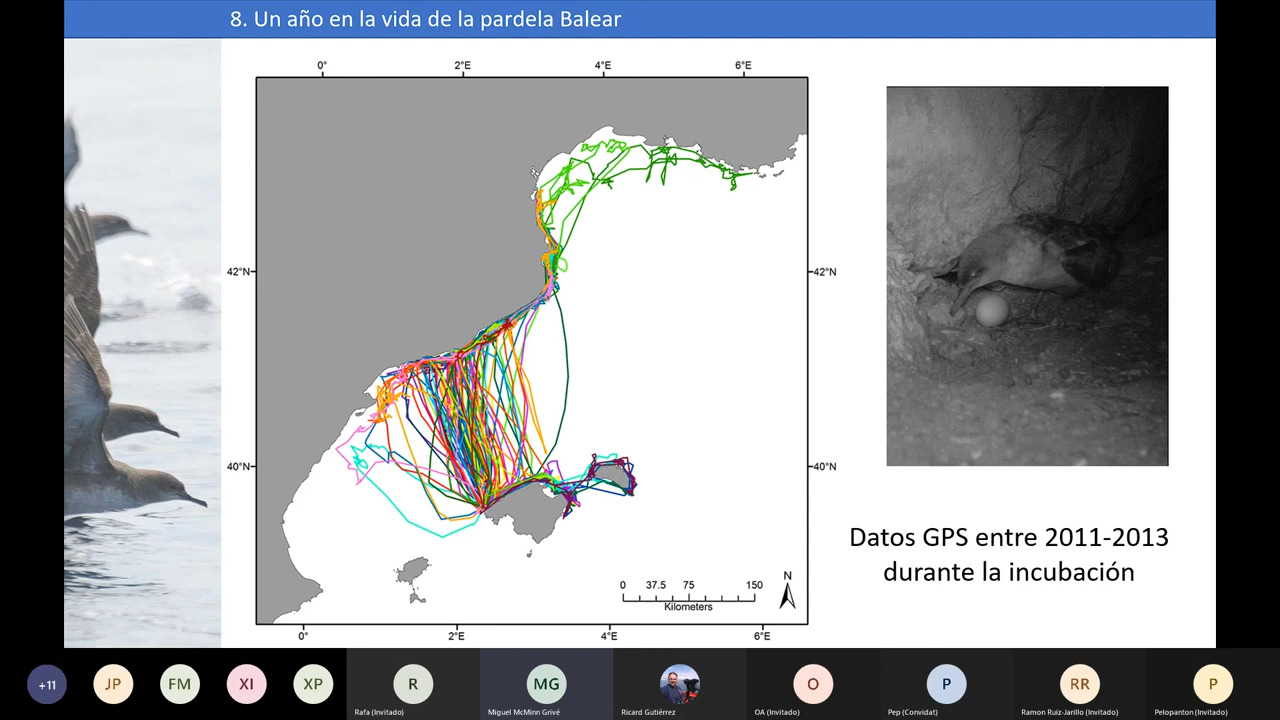 8. Un año en la vida de la pardela Balear
0° 2°E 4°E 6°E
42°N 42°N
40°N 40°N
0 37.5 75 150
Kilometers
N
0° 2°E 4°E 6°E
Datos GPS entre 2011-2013
durante la incubación
+11 JP FM XI XP R MG O P RR P
Rafa (Invitado) Miguel McMinn Grivé Ricard Gutiérrez OA (Invitado) Pep (Convidat) Ramon Ruiz-Jarillo (Invitado) Pelopanton (Invitado)